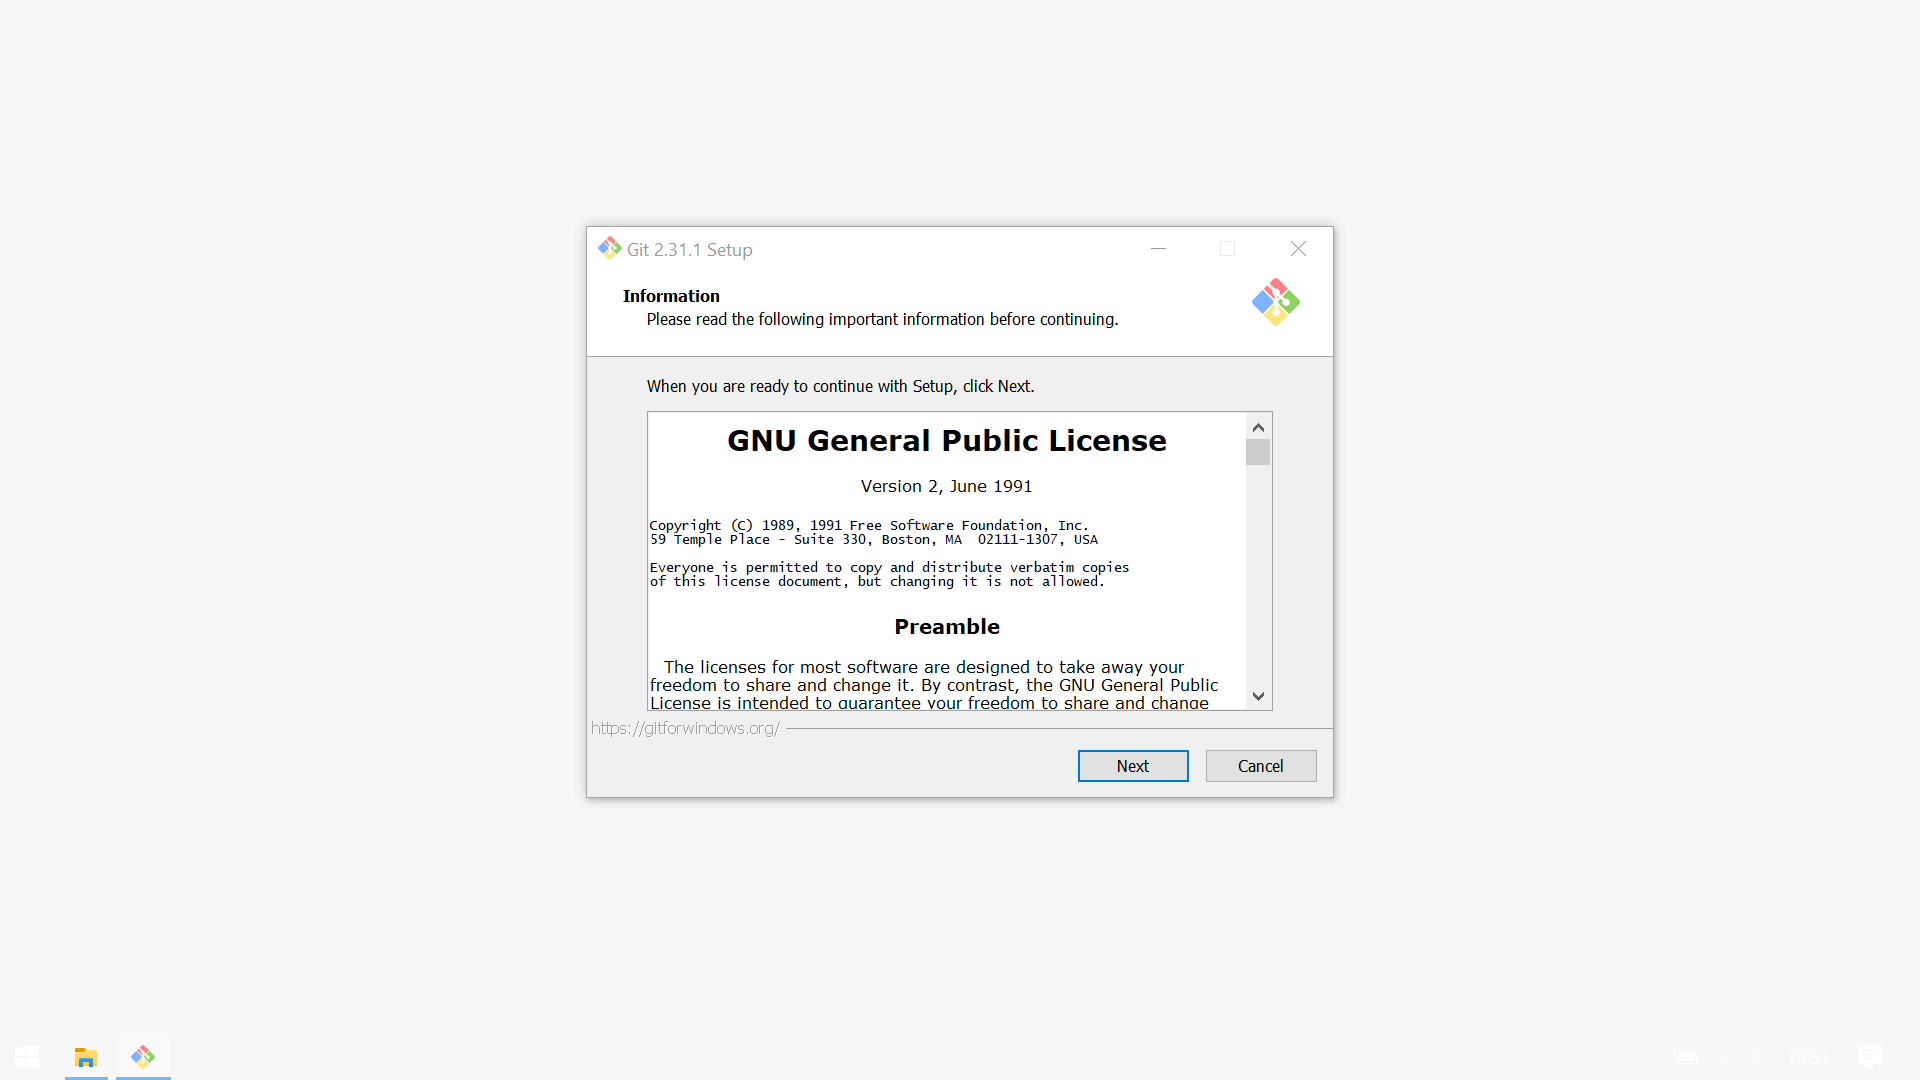 Git 2.31.1 Setup
Information
Please read the following important information before continuing.
When you are ready to continue with Setup, click Next.
GNU General Public License
Version 2, June 1991
Copyright (C) 1989, 1991 Free Software Foundation, Inc.
59 Temple Place - Suite 330, Boston, MA  02111-1307, USA
Everyone is permitted to copy and distribute verbatim copies
of this license document, but changing it is not allowed.
Preamble
The licenses for most software are designed to take away your
freedom to share and change it. By contrast, the GNU General Public
License is intended to guarantee your freedom to share and change
https://gitforwindows.org/
Next
Cancel
19:51